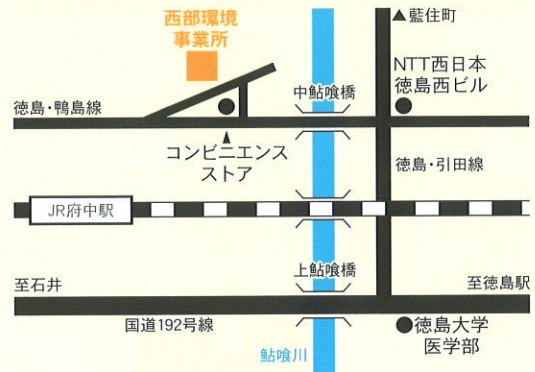 西部環境
事業所
▲藍住町
NTT西日本
徳島西ビル
中鮎喰橋
徳島・鴨島線
コンビニエンス
ストア
徳島・引田線
JR府中駅
上鮎喰橋
至石井
至徳島駅
国道192号線
徳島大学
医学部
鮎喰川